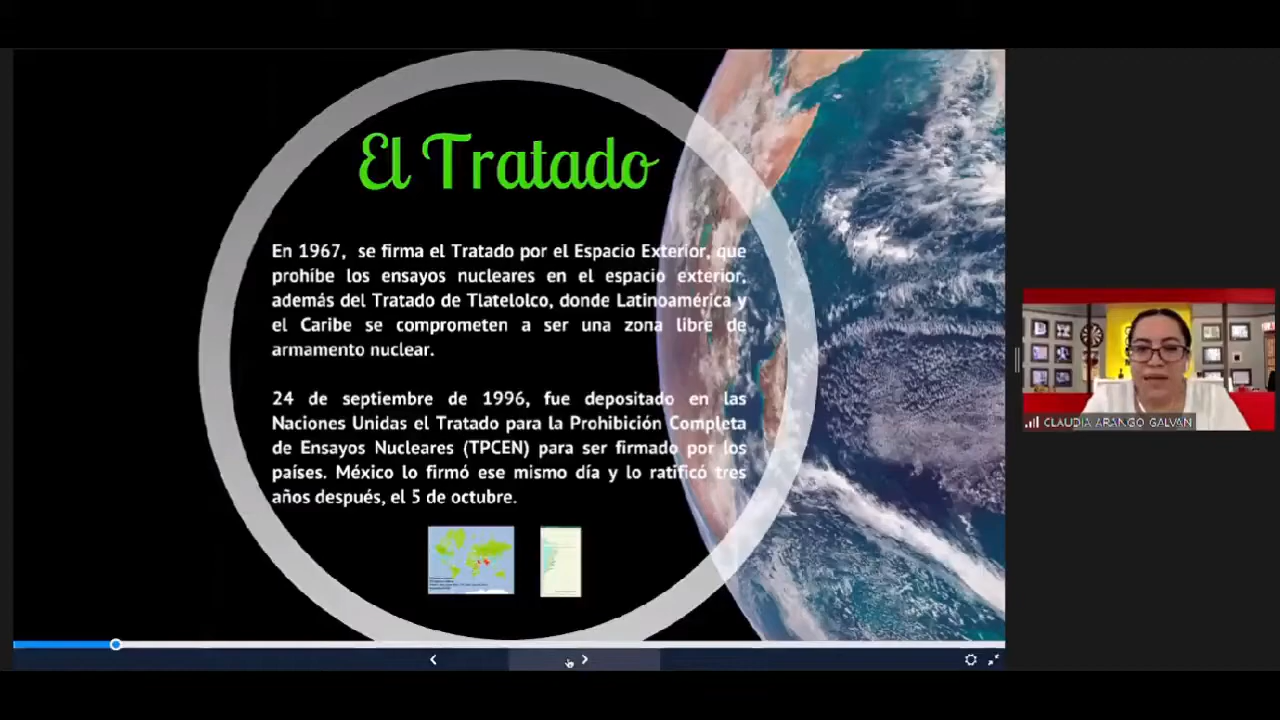 El Tratado
En 1967, se firma el Tratado por el Espacio Exterior, que
prohíbe los ensayos nucleares en el espacio exterior,
además del Tratado de Tlatelolco, donde Latinoamérica y
el Caribe se comprometen a ser una zona libre de
armamento nuclear.
24 de septiembre de 1996, fue depositado en las
Naciones Unidas el Tratado para la Prohibición Completa
de Ensayos Nucleares (TPCEN) para ser firmado por los
países. México lo firmó ese mismo día y lo ratificó tres
años después, el 5 de octubre.
CLAUDIA ARANGO GALVAN